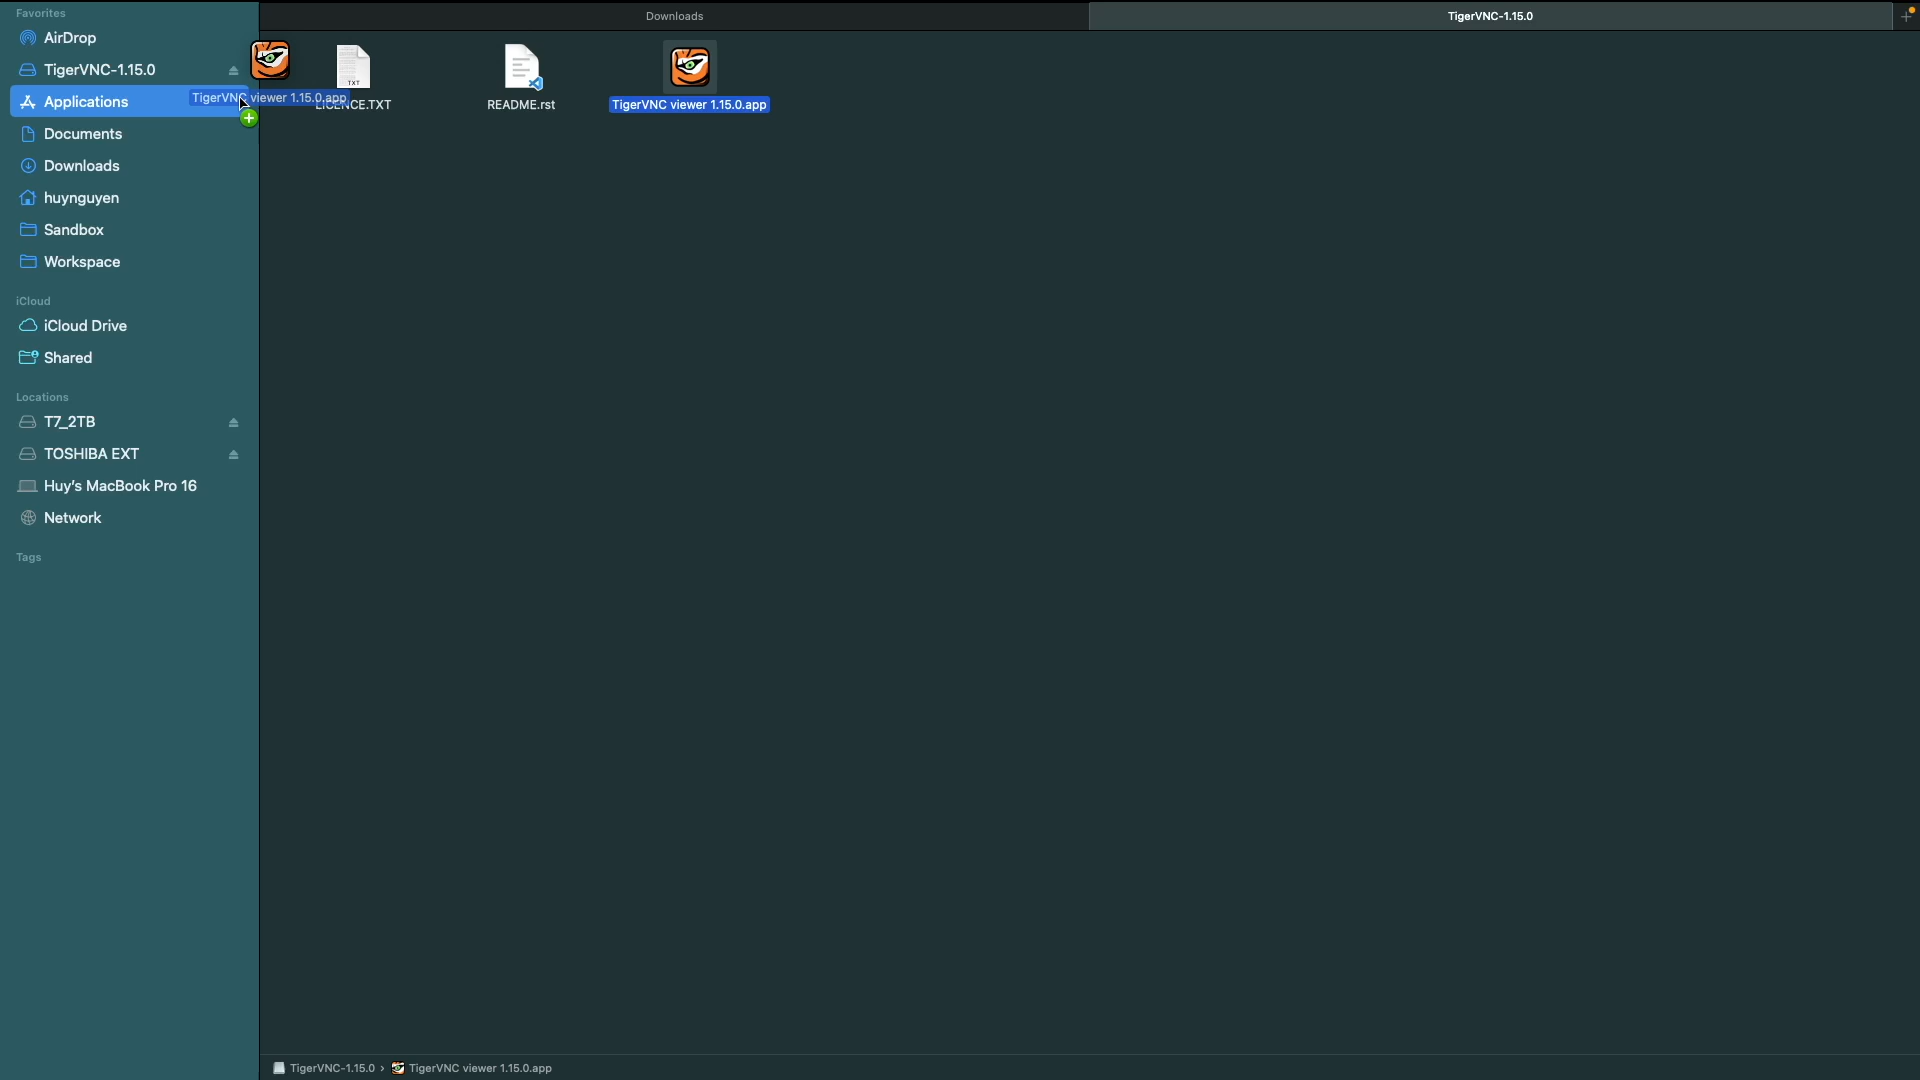 Favorites
AirDrop
TigerVNC-1.15.0
Applications
Documents
Downloads
huynguyen
Sandbox
Workspace
iCloud
iCloud Drive
Shared
Locations
T7_2TB
TOSHIBA EXT
Huy's MacBook Pro 16
Network
Tags
Downloads
TigerVNC-1.15.0
TXT
TigerVNC viewer 1.15.0.app
LICENCE.TXT
README.rst
TigerVNC viewer 1.15.0.app
TigerVNC-1.15.0 › TigerVNC viewer 1.15.0.app